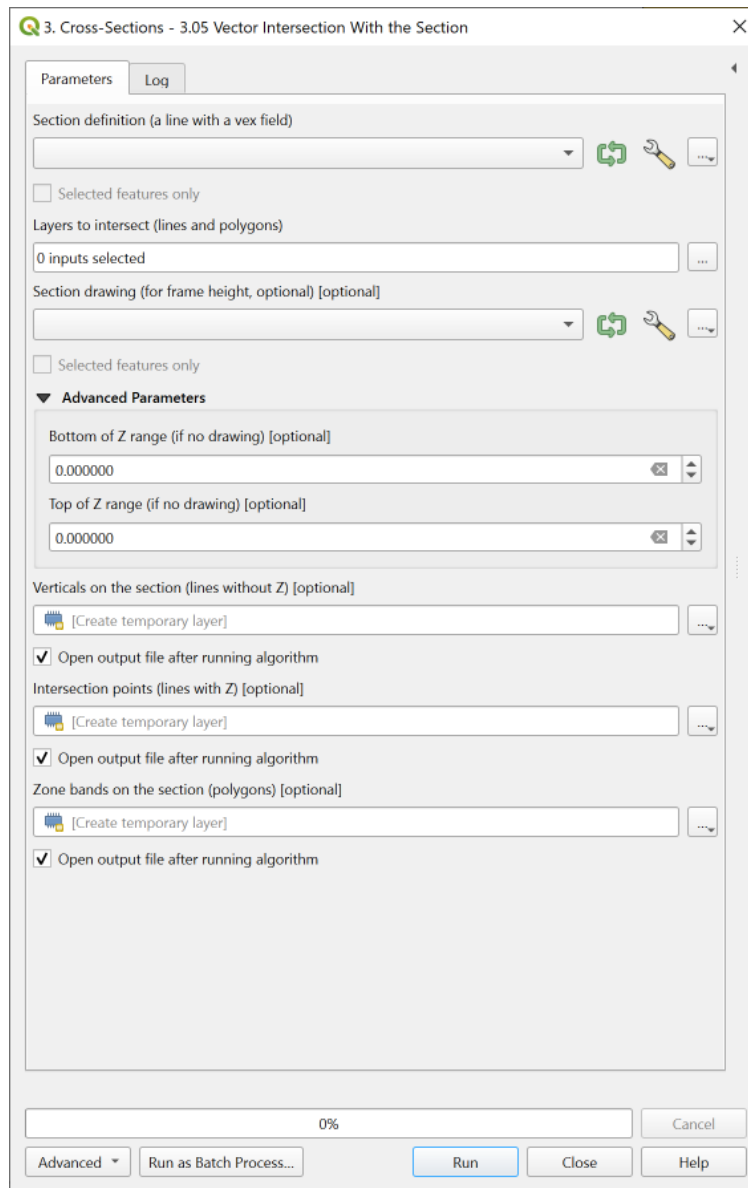 3. Cross-Sections - 3.05 Vector Intersection With the Section
Parameters
Log
Section definition (a line with a vex field)
...
Selected features only
Layers to intersect (lines and polygons)
0 inputs selected
...
Section drawing (for frame height, optional) [optional]
...
Selected features only
Advanced Parameters
Bottom of Z range (if no drawing) [optional]
0.000000
Top of Z range (if no drawing) [optional]
0.000000
Verticals on the section (lines without Z) [optional]
[Create temporary layer]
...
Open output file after running algorithm
Intersection points (lines with Z) [optional]
[Create temporary layer]
...
Open output file after running algorithm
Zone bands on the section (polygons) [optional]
[Create temporary layer]
...
Open output file after running algorithm
0%
Cancel
Advanced
Run as Batch Process...
Run
Close
Help